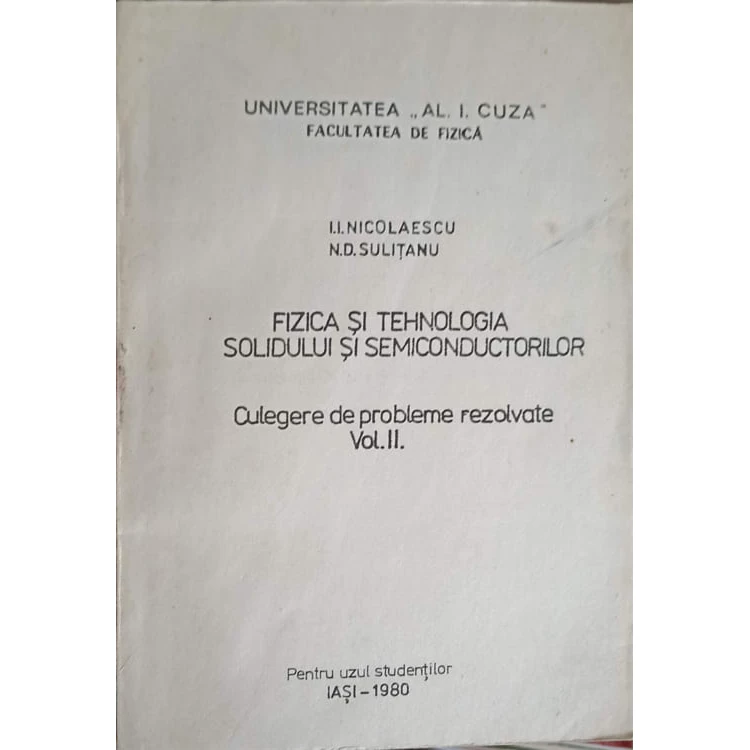 UNIVERSITATEA „AL. I. CUZA"
FACULTATEA DE FIZICĂ
I.I. NICOLAESCU
N.D. SULIȚANU
FIZICA ȘI TEHNOLOGIA
SOLIDULUI ȘI SEMICONDUCTORILOR
Culegere de probleme rezolvate
Vol. II.
Pentru uzul studenților
IAȘI – 1980